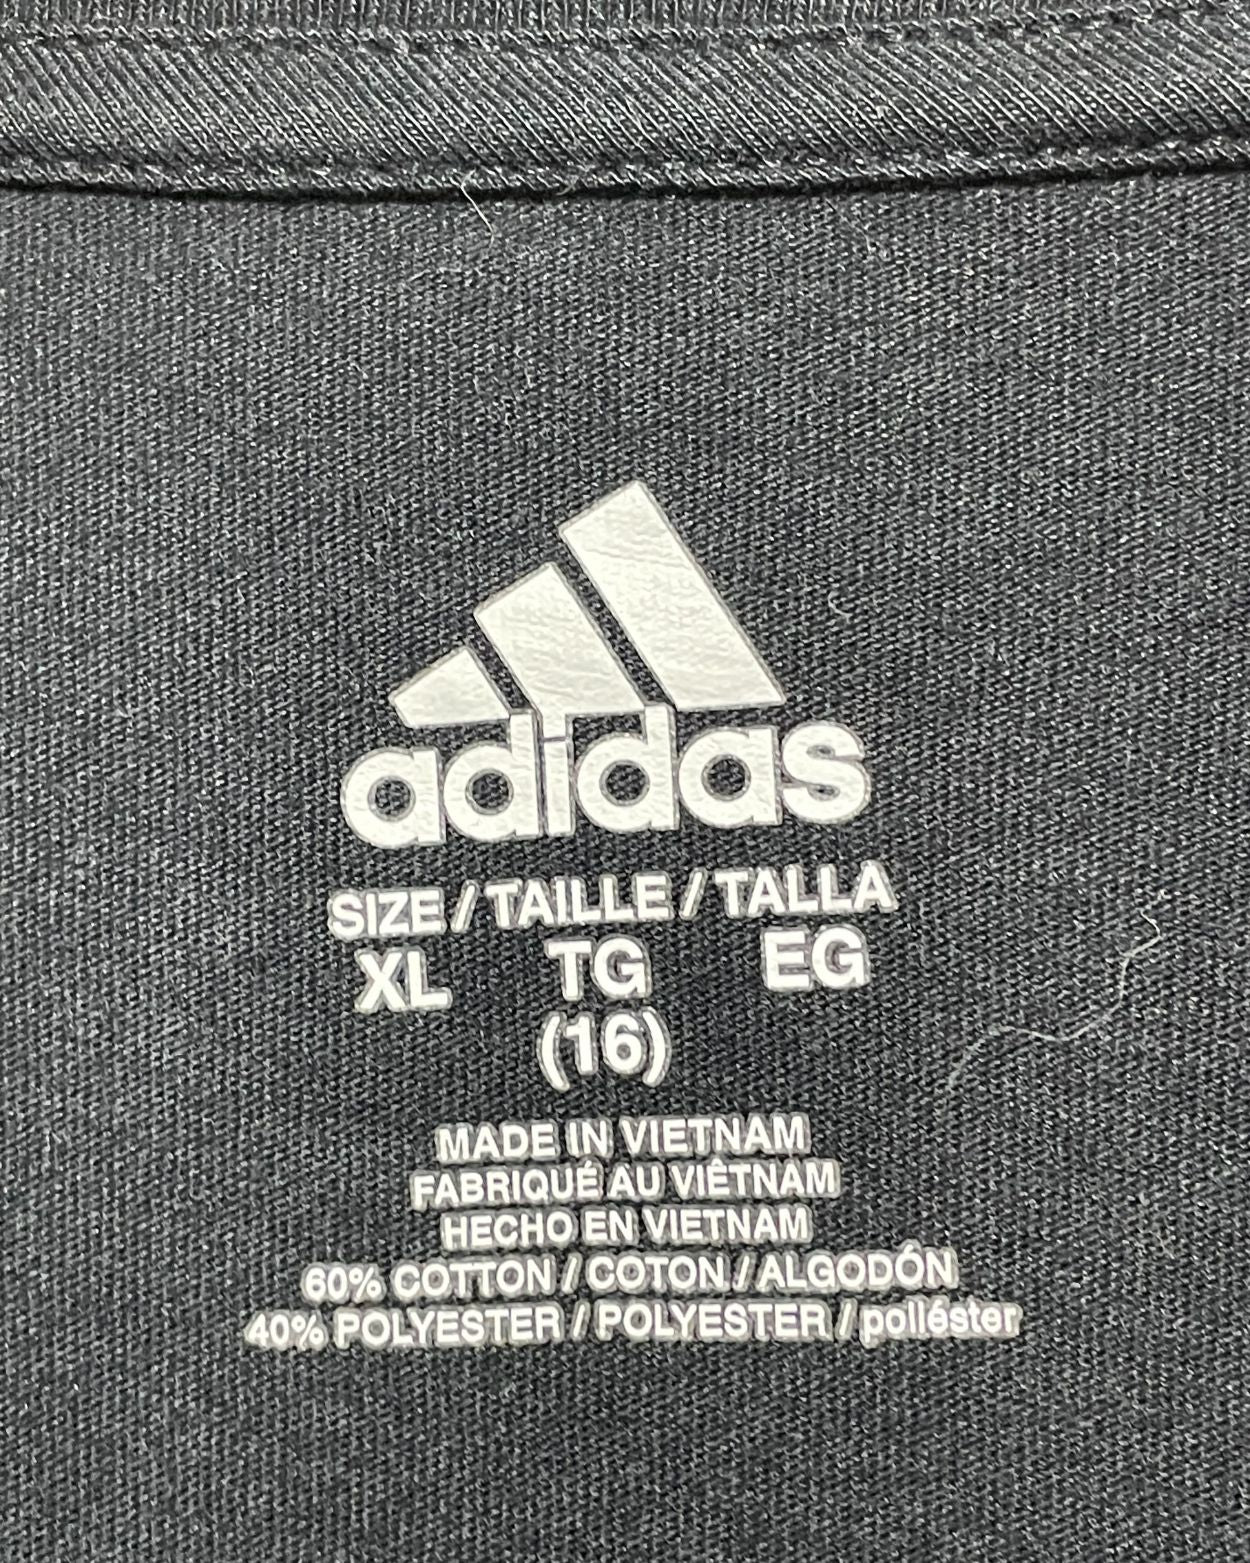 adidas
SIZE / TAILLE / TALLA
XL TG EG
(16)
MADE IN VIETNAM
FABRIQUÉ AU VIÊTNAM
HECHO EN VIETNAM
60% COTTON / COTON / ALGODÓN
40% POLYESTER / POLYESTER / poliéster